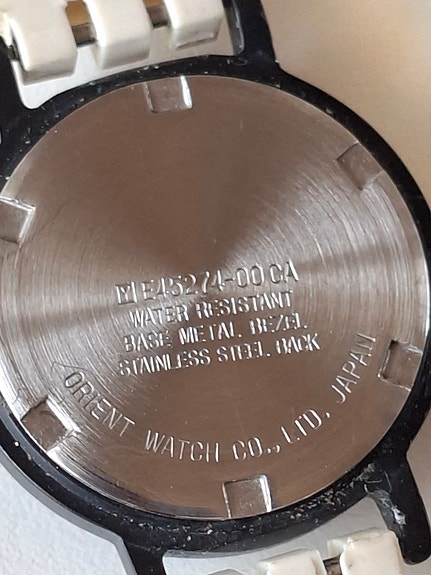 E45274-00 CA
WATER RESISTANT
BASE METAL BEZEL
STAINLESS STEEL BACK
ORIENT WATCH CO., LTD. JAPAN